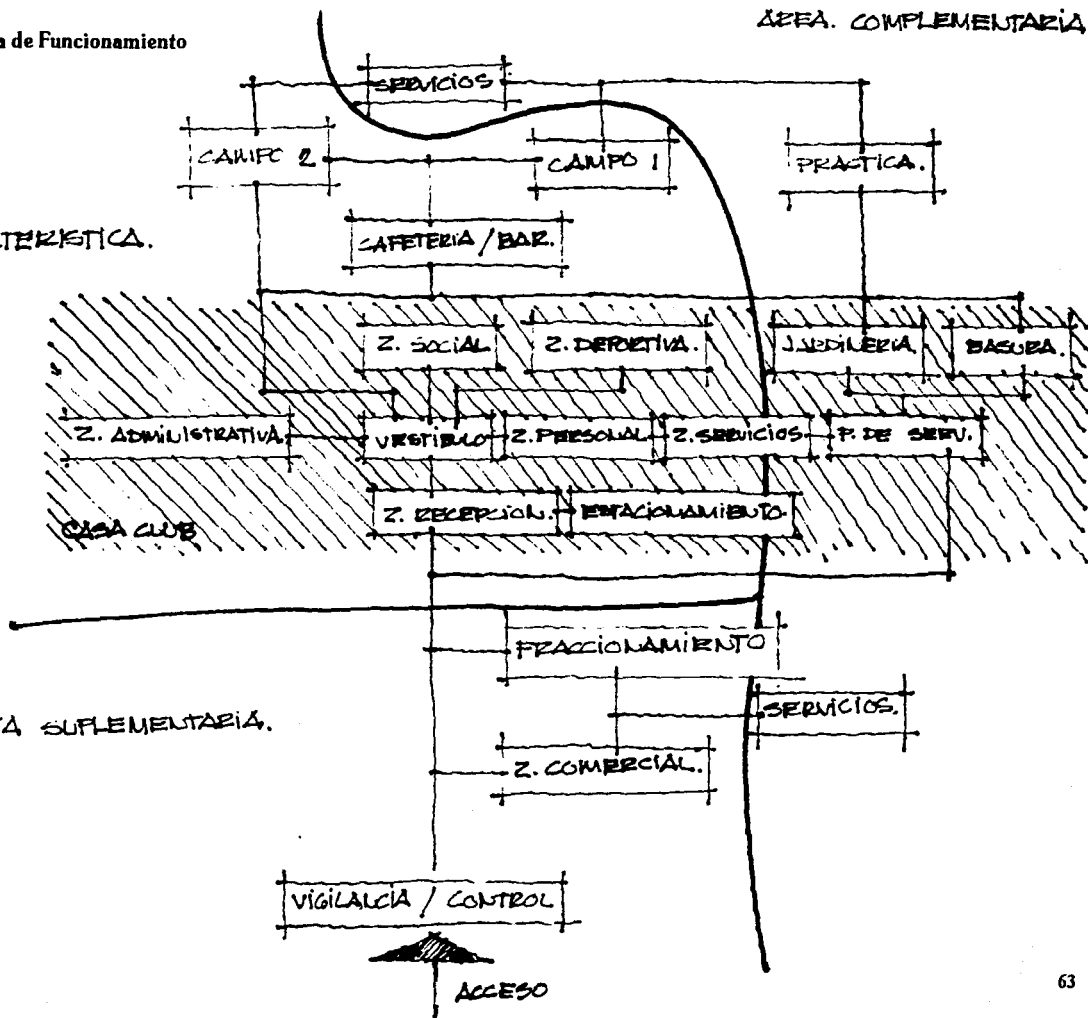 de Funcionamiento
AREA. COMPLEMENTARIA
SERVICIOS
CAMPO 2
CAMPO 1
PRACTICA.
CAFETERIA / BAR.
Z. SOCIAL
Z. DEPORTIVA.
JARDINERIA.
BASURA.
Z. ADMINISTRATIVA.
VESTIBULO
Z. PERSONAL
Z. SERVICIOS
P. DE SERV.
Z. RECEPCION.
ESTACIONAMIENTO.
CASA CLUB
FRACCIONAMIENTO
SUPLEMENTARIA.
SERVICIOS.
Z. COMERCIAL.
VIGILANCIA / CONTROL
ACCESO
63